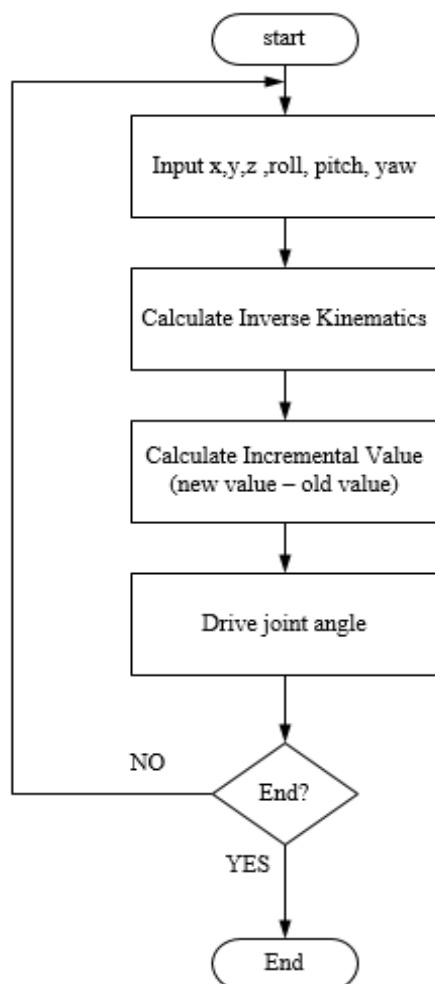 start
Input x,y,z ,roll, pitch, yaw
Calculate Inverse Kinematics
Calculate Incremental Value
(new value – old value)
Drive joint angle
NO
End?
YES
End